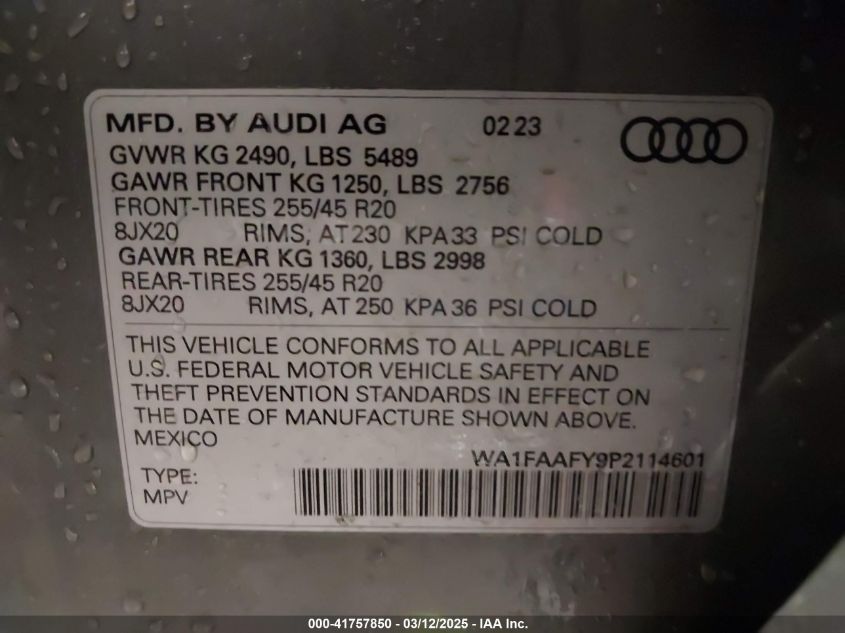 MFD. BY AUDI AG 0223
GVWR KG 2490, LBS 5489
GAWR FRONT KG 1250, LBS 2756
FRONT-TIRES 255/45 R20
8JX20 RIMS, AT 230 KPA 33 PSI COLD
GAWR REAR KG 1360, LBS 2998
REAR-TIRES 255/45 R20
8JX20 RIMS, AT 250 KPA 36 PSI COLD
THIS VEHICLE CONFORMS TO ALL APPLICABLE
U.S. FEDERAL MOTOR VEHICLE SAFETY AND
THEFT PREVENTION STANDARDS IN EFFECT ON
THE DATE OF MANUFACTURE SHOWN ABOVE.
MEXICO
WA1FAAFY9P2114601
TYPE:
MPV
000-41757850 - 03/12/2025 - IAA Inc.